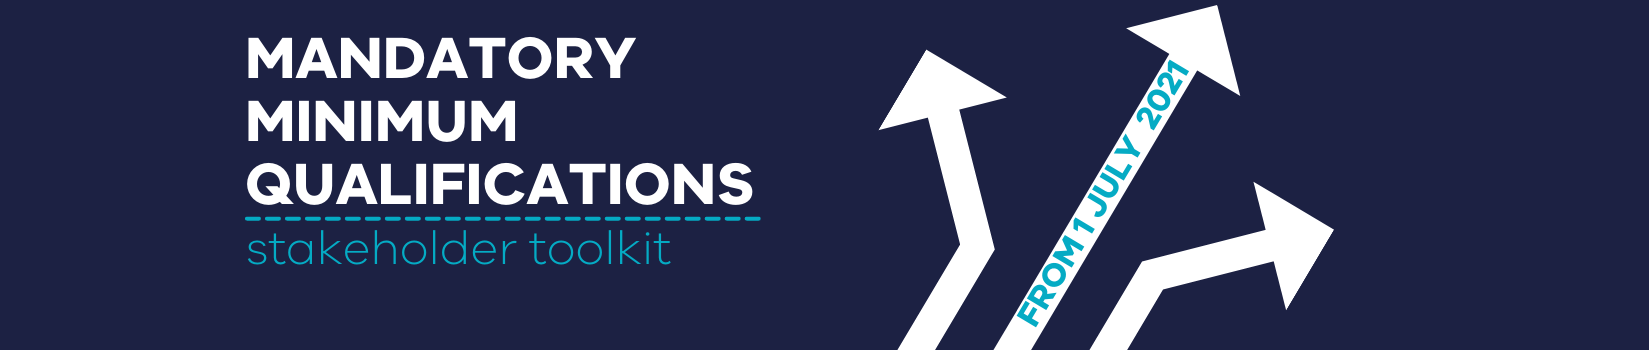 MANDATORY
MINIMUM
QUALIFICATIONS
stakeholder toolkit
FROM 1 JULY 2021